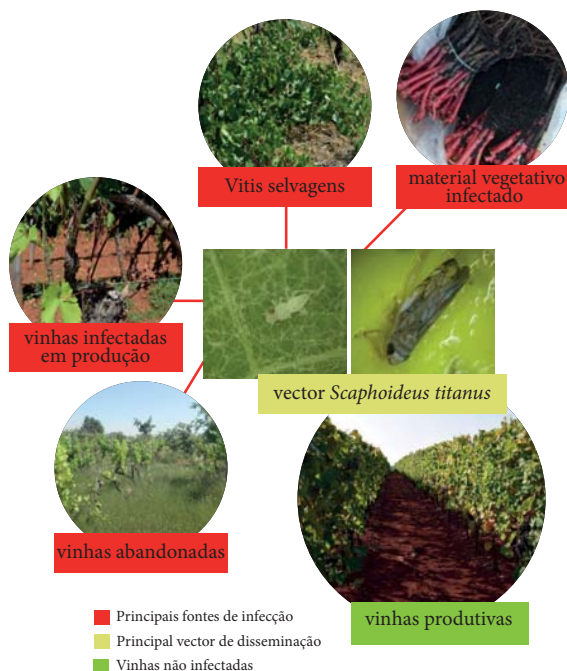 Vitis selvagens
material vegetativo
infectado
vinhas infectadas
em produção
vector Scaphoideus titanus
vinhas abandonadas
vinhas produtivas
Principais fontes de infecção
Principal vector de disseminação
Vinhas não infectadas